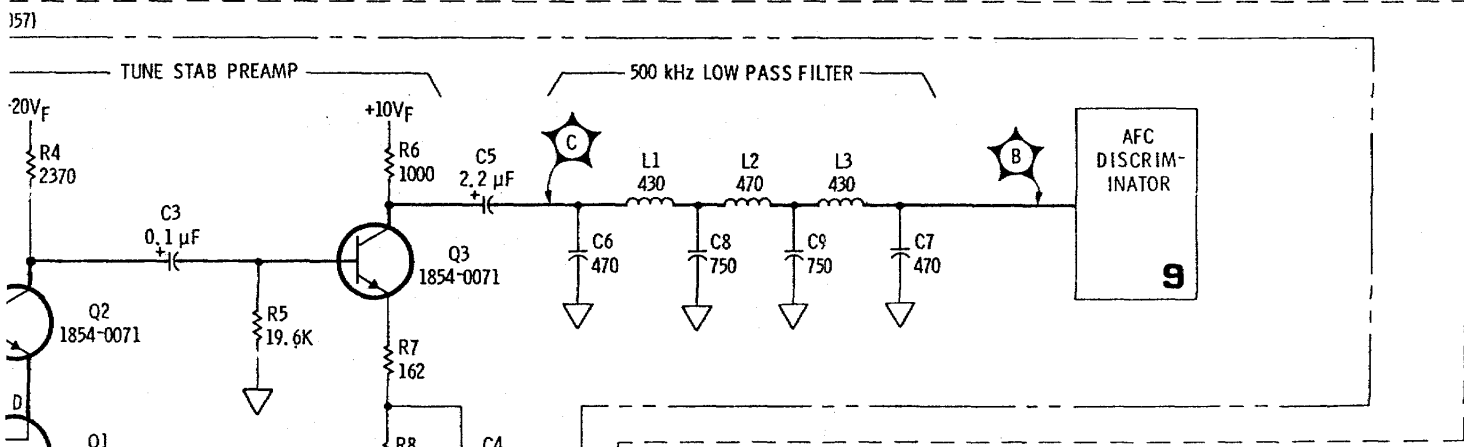 057)
TUNE STAB PREAMP
500 kHz LOW PASS FILTER
-20VF
+10VF
R4
2370
R6
1000
C5
2.2 µF
+
C
L1
430
L2
470
L3
430
B
AFC
DISCRIM-
INATOR
9
C3
0.1 µF
+
Q3
1854-0071
C6
470
C8
750
C9
750
C7
470
Q2
1854-0071
R5
19.6K
R7
162
D
Q1
R8
C4